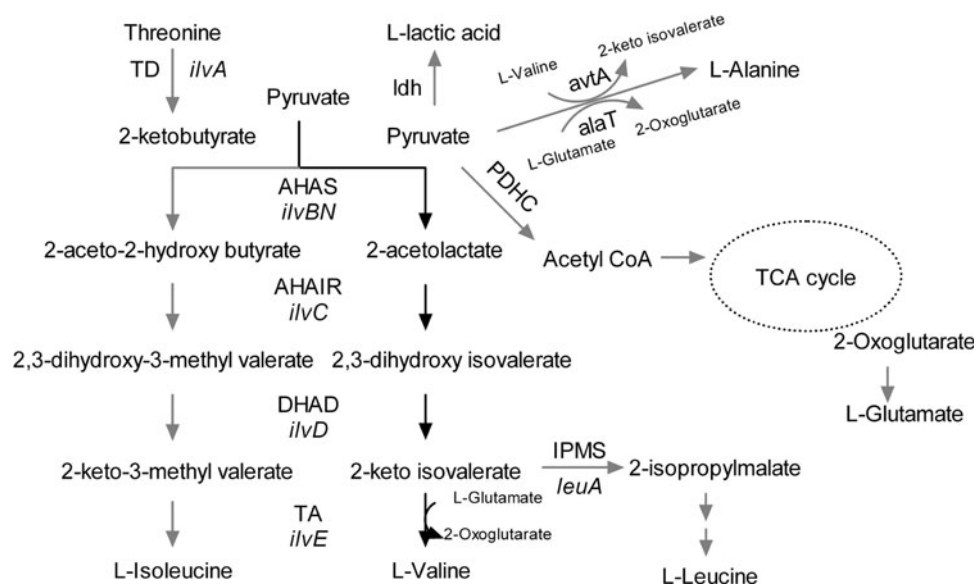 Threonine
TD ilvA
2-ketobutyrate
Pyruvate
AHAS
ilvBN
L-lactic acid
ldh
Pyruvate
L-Valine
2-keto isovalerate
avtA
L-Alanine
alaT
L-Glutamate
2-Oxoglutarate
PDHC
2-aceto-2-hydroxy butyrate
2-acetolactate
Acetyl CoA
TCA cycle
AHAIR
ilvC
2,3-dihydroxy-3-methyl valerate
2,3-dihydroxy isovalerate
2-Oxoglutarate
L-Glutamate
DHAD
ilvD
2-keto-3-methyl valerate
2-keto isovalerate
IPMS
leuA
2-isopropylmalate
TA
ilvE
L-Glutamate
2-Oxoglutarate
L-Isoleucine
L-Valine
L-Leucine